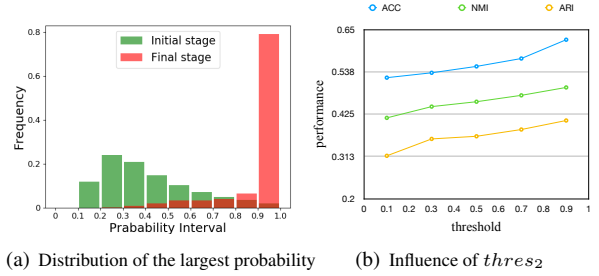 ACC NMI ARI
Initial stage
Final stage
Frequency
0.8
0.6
0.4
0.2
0
0 0.1 0.2 0.3 0.4 0.5 0.6 0.7 0.8 0.9 1.0
Pabability Interval
performance
0.65
0.538
0.425
0.313
0.2
0.1 0.3 0.5 0.7 0.9 1
threshold
(a) Distribution of the largest probability
(b) Influence of thres2